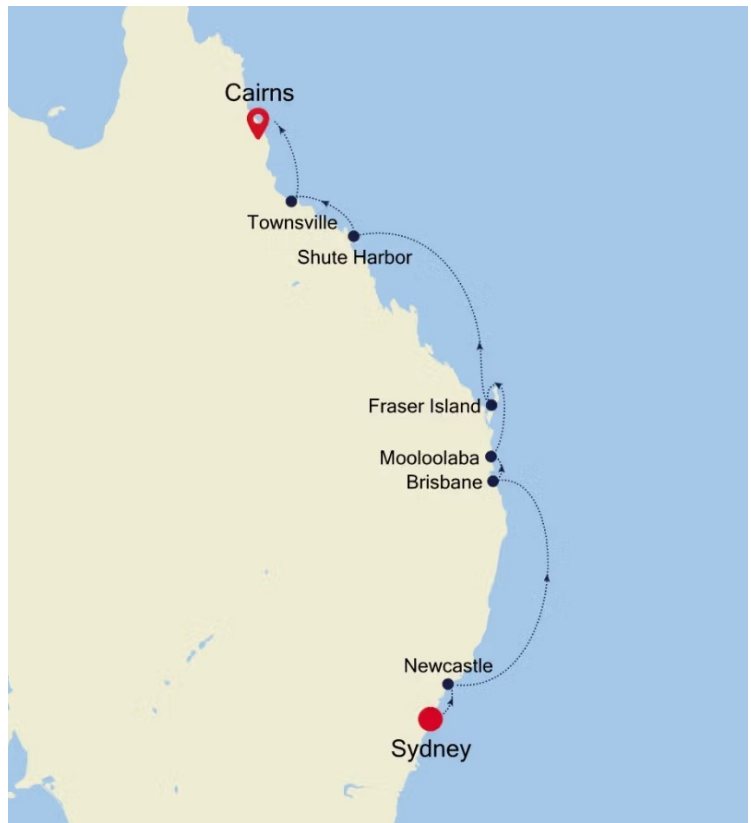 Cairns
Townsville
Shute Harbor
Fraser Island
Mooloolaba
Brisbane
Newcastle
Sydney